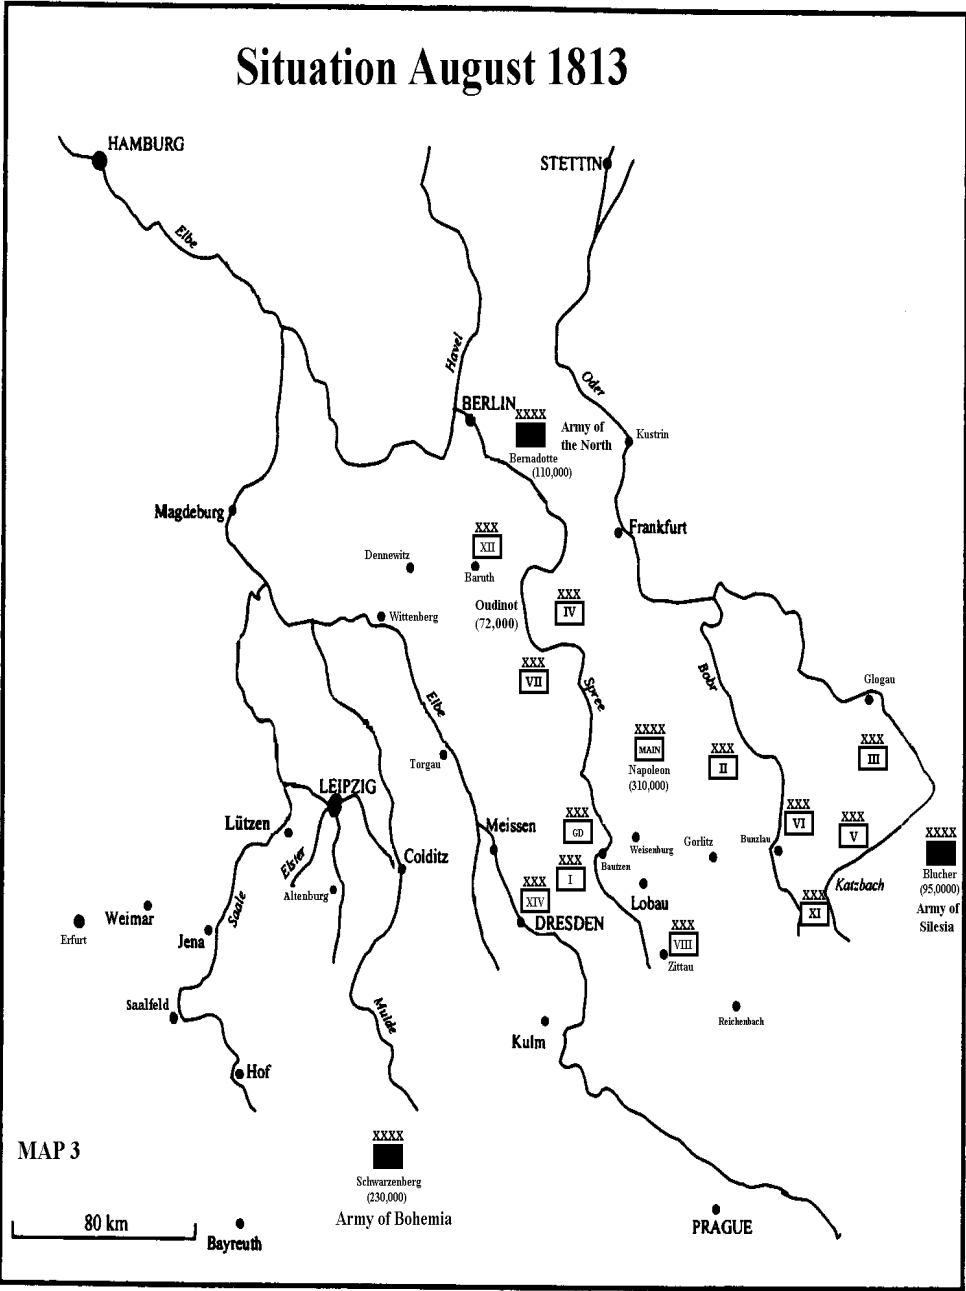 Situation August 1813
HAMBURG
STETTIN
Elbe
Havel
Oder
BERLIN
XXXX
Army of
the North
Bernadotte
(110,000)
Kustrin
Magdeburg
Frankfurt
XXX
XII
Dennewitz
Baruth
Oudinot
(72,000)
XXX
IV
Wittenberg
XXX
VII
Spree
Bobr
Glogau
Elbe
Torgau
XXXX
MAIN
Napoleon
(310,000)
XXX
II
XXX
III
LEIPZIG
Lützen
Meissen
XXX
GD
Weisenburg
Gorlitz
Bunzlau
XXX
VI
XXX
V
XXXX
Blucher
(95,0000)
Army of
Silesia
Elster
Colditz
Bautzen
XXX
I
Altenburg
XXX
XIV
Lobau
Katzbach
XXX
XI
Saale
Weimar
Erfurt
Jena
DRESDEN
XXX
VIII
Zittau
Saalfeld
Mulde
Kulm
Reichenbach
Hof
MAP 3
XXXX
Schwarzenberg
(230,000)
Army of Bohemia
80 km
Bayreuth
PRAGUE